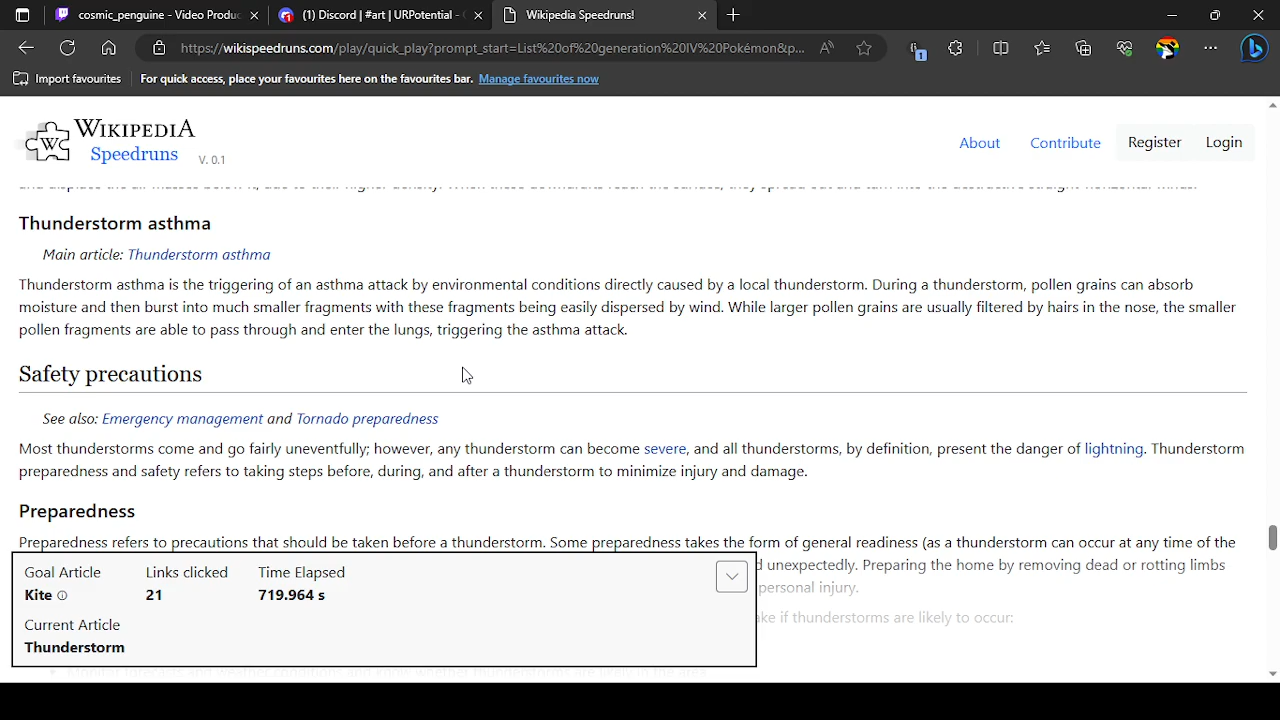 cosmic_penguine - Video Produc
(1) Discord | #art | URPotential -
Wikipedia Speedruns!
https://wikispeedruns.com/play/quick_play?prompt_start=List%20of%20generation%20IV%20Pokémon&p...
1
Import favourites
For quick access, place your favourites here on the favourites bar. Manage favourites now
WIKIPEDIA
Speedruns
V. 0.1
About
Contribute
Register
Login
Thunderstorm asthma
Main article: Thunderstorm asthma
Thunderstorm asthma is the triggering of an asthma attack by environmental conditions directly caused by a local thunderstorm. During a thunderstorm, pollen grains can absorb
moisture and then burst into much smaller fragments with these fragments being easily dispersed by wind. While larger pollen grains are usually filtered by hairs in the nose, the smaller
pollen fragments are able to pass through and enter the lungs, triggering the asthma attack.
Safety precautions
See also: Emergency management and Tornado preparedness
Most thunderstorms come and go fairly uneventfully; however, any thunderstorm can become severe, and all thunderstorms, by definition, present the danger of lightning. Thunderstorm
preparedness and safety refers to taking steps before, during, and after a thunderstorm to minimize injury and damage.
Preparedness
Preparedness refers to precautions that should be taken before a thunderstorm. Some preparedness takes the form of general readiness (as a thunderstorm can occur at any time of the
unexpectedly. Preparing the home by removing dead or rotting limbs
personal injury.
if thunderstorms are likely to occur:
Goal Article
Links clicked
Time Elapsed
Kite
21
719.964 s
Current Article
Thunderstorm